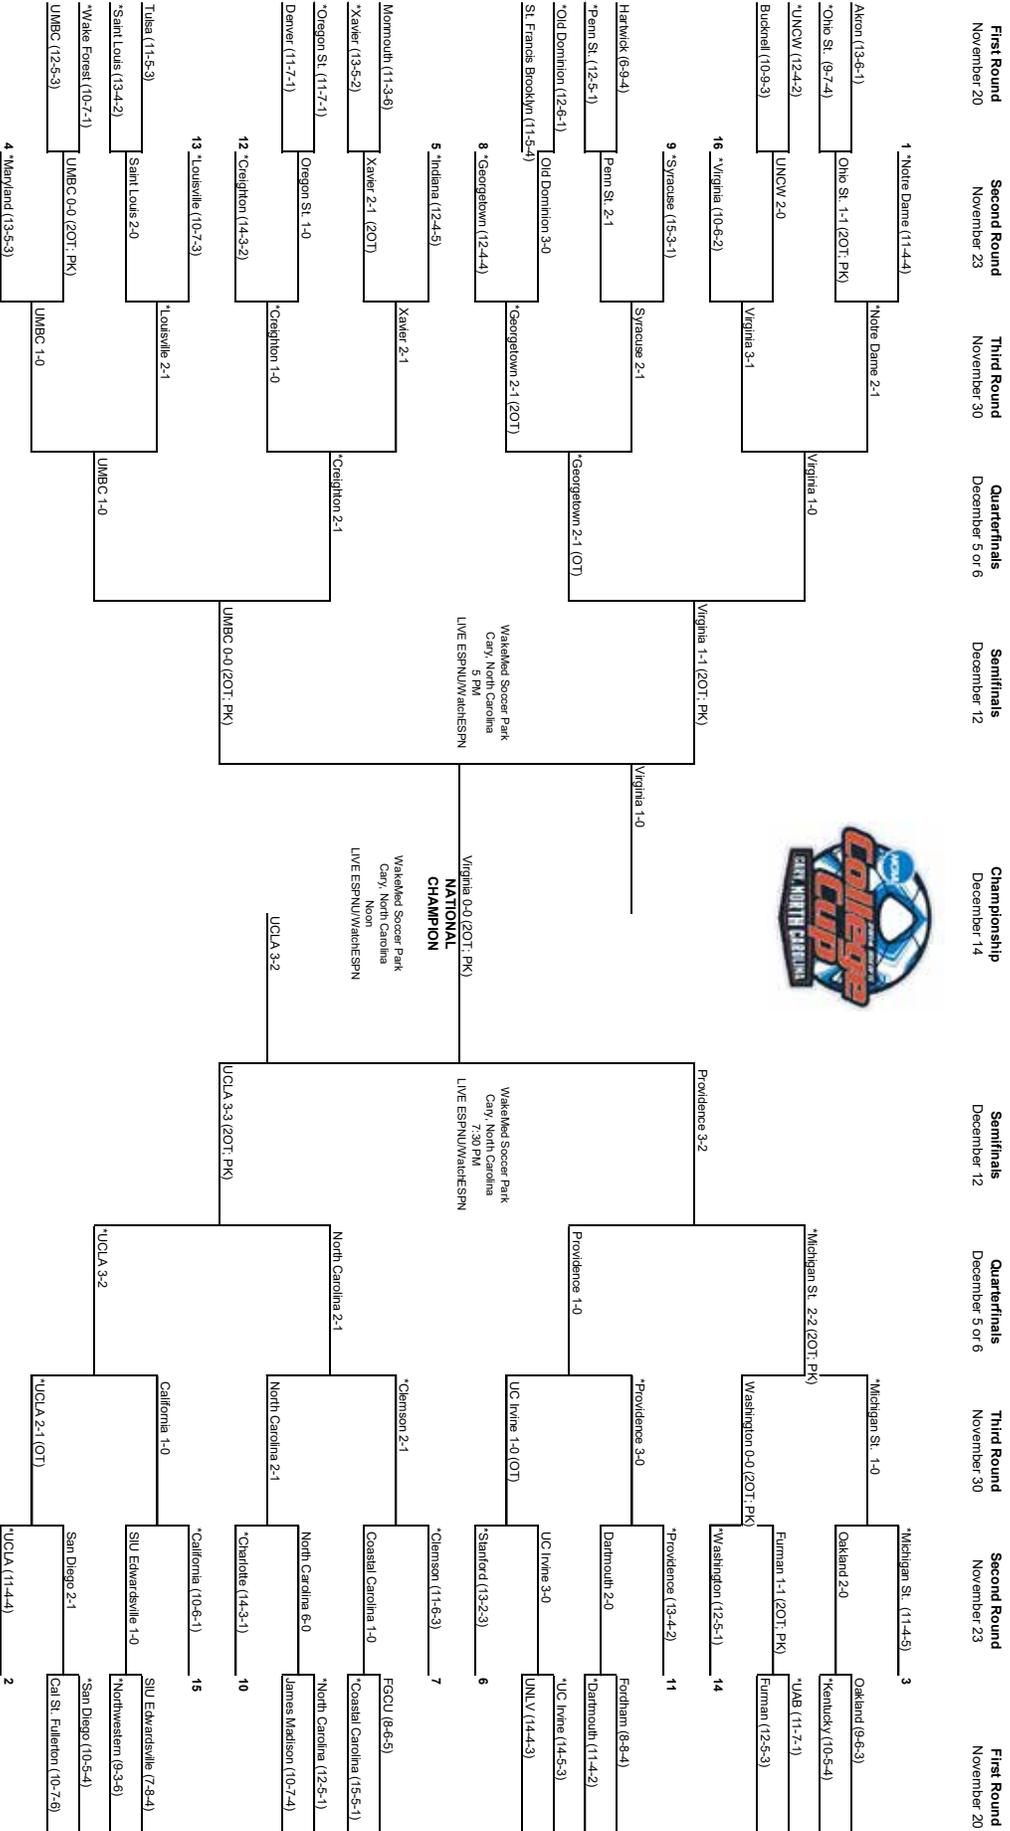 First Round
November 20
Second Round
November 23
Third Round
November 30
Quarterfinals
December 5 or 6
Semifinals
December 12
Championship
December 14
Semifinals
December 12
Quarterfinals
December 5 or 6
Third Round
November 30
Second Round
November 23
First Round
November 20
1 *Notre Dame (11-4-4)
Akron (13-6-1)
Ohio St. 1-1 (2OT; PK)
*Ohio St. (9-7-4)
*Notre Dame 2-1
*UNCW (12-4-2)
UNCW 2-0
Bucknell (10-9-3)
Virginia 3-1
16 *Virginia (10-6-2)
Virginia 1-0
9 *Syracuse (15-3-1)
Hartwick (6-9-4)
Penn St. 2-1
*Penn St. (12-5-1)
Syracuse 2-1
*Old Dominion (12-6-1)
Old Dominion 3-0
St. Francis Brooklyn (11-5-4)
*Georgetown 2-1 (2OT)
8 *Georgetown (12-4-4)
*Georgetown 2-1 (OT)
Virginia 1-1 (2OT; PK)
5 *Indiana (12-4-5)
Monmouth (11-3-6)
Xavier 2-1 (2OT)
*Xavier (13-5-2)
Xavier 2-1
*Oregon St. (11-7-1)
Oregon St. 1-0
Denver (11-7-1)
*Creighton 1-0
12 *Creighton (14-3-2)
*Creighton 2-1
13 *Louisville (10-7-3)
Tulsa (11-5-3)
Saint Louis 2-0
*Saint Louis (13-4-2)
*Louisville 2-1
*Wake Forest (10-7-1)
UMBC 0-0 (2OT; PK)
UMBC (12-5-3)
UMBC 1-0
4 *Maryland (13-5-3)
UMBC 1-0
UMBC 0-0 (2OT; PK)
WakeMed Soccer Park
Cary, North Carolina
5 PM
LIVE ESPNU/WatchESPN
Virginia 1-0
NCAA
College
Cup
CARY, NORTH CAROLINA
Virginia 0-0 (2OT; PK)
NATIONAL
CHAMPION
WakeMed Soccer Park
Cary, North Carolina
Noon
LIVE ESPNU/WatchESPN
UCLA 3-2
WakeMed Soccer Park
Cary, North Carolina
7:30 PM
LIVE ESPNU/WatchESPN
Providence 3-2
UCLA 3-3 (2OT; PK)
*Michigan St. 2-2 (2OT; PK)
Providence 1-0
North Carolina 2-1
*UCLA 3-2
*Michigan St. 1-0
Washington 0-0 (2OT; PK)
*Providence 3-0
UC Irvine 1-0 (OT)
*Clemson 2-1
North Carolina 2-1
California 1-0
*UCLA 2-1 (OT)
*Michigan St. (11-4-5) 3
Oakland 2-0
Oakland (9-6-3)
*Kentucky (10-5-4)
Furman 1-1 (2OT; PK)
*UAB (11-7-1)
Furman (12-5-3)
*Washington (12-5-1) 14
*Providence (13-4-2) 11
Dartmouth 2-0
Fordham (8-8-4)
*Dartmouth (11-4-2)
UC Irvine 3-0
*UC Irvine (14-5-3)
UNLV (14-4-3)
*Stanford (13-2-3) 6
*Clemson (11-6-3) 7
Coastal Carolina 1-0
FGCU (8-6-5)
*Coastal Carolina (15-5-1)
North Carolina 6-0
*North Carolina (12-5-1)
James Madison (10-7-4)
*Charlotte (14-3-1) 10
*California (10-6-1) 15
SIU Edwardsville 1-0
SIU Edwardsville (7-8-4)
*Northwestern (9-3-6)
San Diego 2-1
*San Diego (10-5-4)
Cal St. Fullerton (10-7-6)
*UCLA (11-4-4) 2